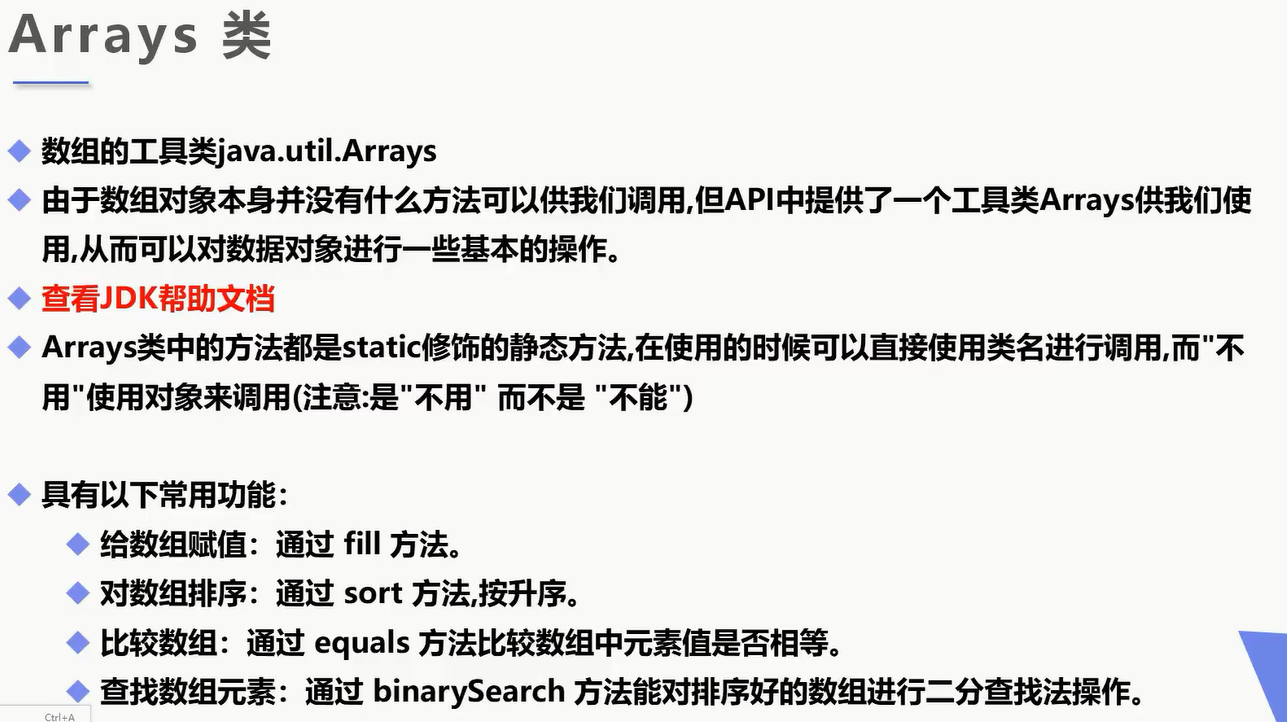 Arrays 类
数组的工具类java.util.Arrays
由于数组对象本身并没有什么方法可以供我们调用,但API中提供了一个工具类Arrays供我们使
用,从而可以对数据对象进行一些基本的操作。
查看JDK帮助文档
Arrays类中的方法都是static修饰的静态方法,在使用的时候可以直接使用类名进行调用,而"不
用"使用对象来调用(注意:是"不用" 而不是 "不能")
具有以下常用功能：
给数组赋值：通过 fill 方法。
对数组排序：通过 sort 方法,按升序。
比较数组：通过 equals 方法比较数组中元素值是否相等。
查找数组元素：通过 binarySearch 方法能对排序好的数组进行二分查找法操作。
Ctrl+A